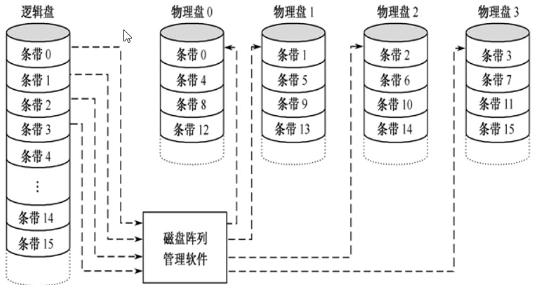 逻辑盘
物理盘 0
物理盘 1
物理盘 2
物理盘 3
条带 0
条带 1
条带 2
条带 3
条带 4
⋮
条带 14
条带 15
条带 0
条带 4
条带 8
条带 12
条带 1
条带 5
条带 9
条带 13
条带 2
条带 6
条带 10
条带 14
条带 3
条带 7
条带 11
条带 15
磁盘阵列
管理软件